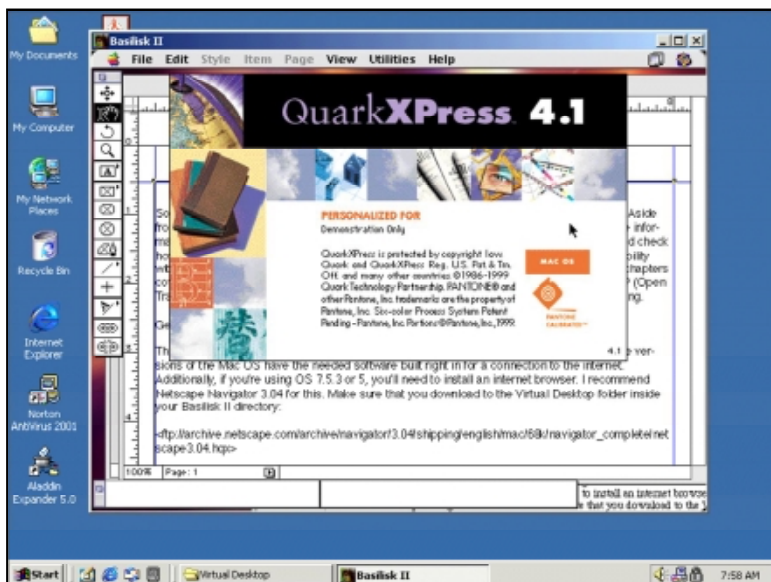 My Documents
My Computer
My Network
Places
Recycle Bin
Internet
Explorer
Norton
AntiVirus 2001
Aladdin
Expander 5.0
Basilisk II
File Edit Style Item Page View Utilities Help
QuarkXPress 4.1
PERSONALIZED FOR
Demonstration Only
QuarkXPress is protected by copyright law.
Quark and QuarkXPress Reg. U.S. Pat & Tm.
Off. and many other countries ©1986-1999
Quark Technology Partnership. PANTONE® and
other Pantone, Inc. trademarks are the property of
Pantone, Inc. Six-color Process System Patent
Pending - Pantone, Inc. Portions © Pantone, Inc, 1999.
MAC OS
PANTONE
CALIBRATED™
4.1
Aside
infor-
d check
bility
chapters
(Open
ng.
e ver-
sions of the Mac OS have the needed software built right in for a connection to the internet.
Additionally, if you're using OS 7.5.3 or 5, you'll need to install an internet browser. I recommend
Netscape Navigator 3.04 for this. Make sure that you download to the Virtual Desktop folder inside
your Basilisk II directory:
<ftp://archive.netscape.com/archive/navigator/3.04/shipping/english/mac/68k/navigator_complete/net
scape3.04.hqx>
100% Page: 1
to install an internet browse
e that you download to the
Start
Virtual Desktop
Basilisk II
7:58 AM